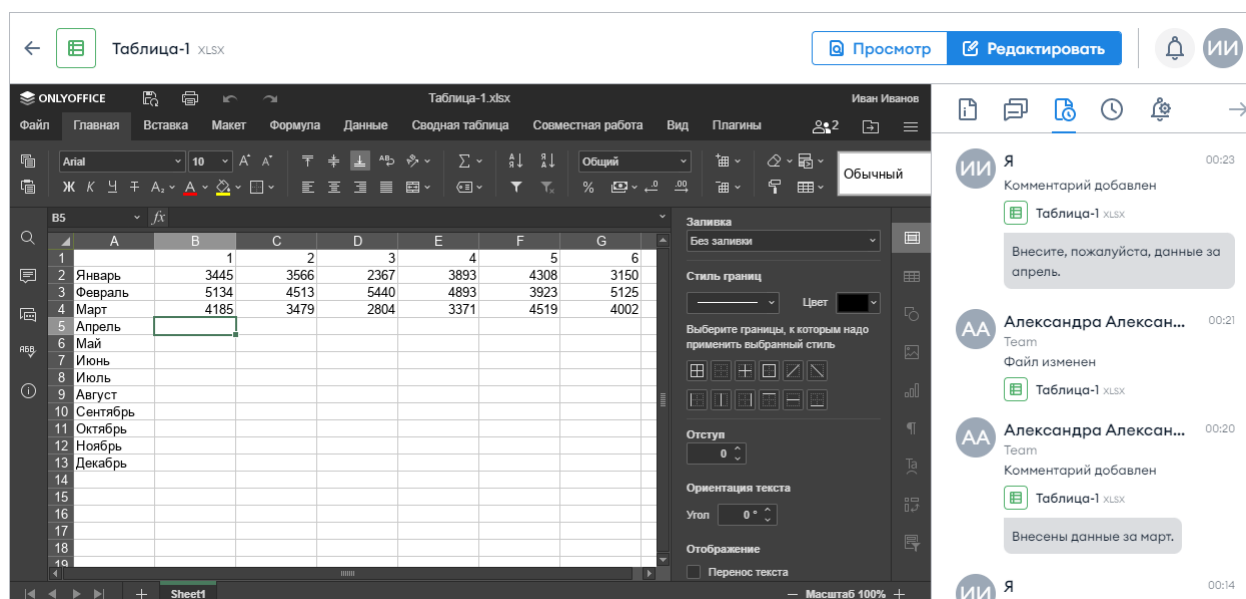 Таблица-1 XLSX
Просмотр
Редактировать
ИИ
ONLYOFFICE
Таблица-1.xlsx
Иван Иванов
Файл Главная Вставка Макет Формула Данные Сводная таблица Совместная работа Вид Плагины 2
Arial 10 Общий
Ж К Ч %
Обычный
B5 fx
A B C D E F G
1 1 2 3 4 5 6
2 Январь 3445 3566 2367 3893 4308 3150
3 Февраль 5134 4513 5440 4893 3923 5125
4 Март 4185 3479 2804 3371 4519 4002
5 Апрель
6 Май
7 Июнь
8 Июль
9 Август
10 Сентябрь
11 Октябрь
12 Ноябрь
13 Декабрь
14
15
16
17
18
19
Sheet1
Масштаб 100%
Заливка
Без заливки
Стиль границ
Цвет
Выберите границы, к которым надо
применить выбранный стиль
Отступ
0
Ориентация текста
Угол 0 °
Отображение
Перенос текста
ИИ
Я 00:23
Комментарий добавлен
Таблица-1 XLSX
Внесите, пожалуйста, данные за
апрель.
АА
Александра Алексан... 00:21
Team
Файл изменен
Таблица-1 XLSX
АА
Александра Алексан... 00:20
Team
Комментарий добавлен
Таблица-1 XLSX
Внесены данные за март.
ИИ
Я 00:14